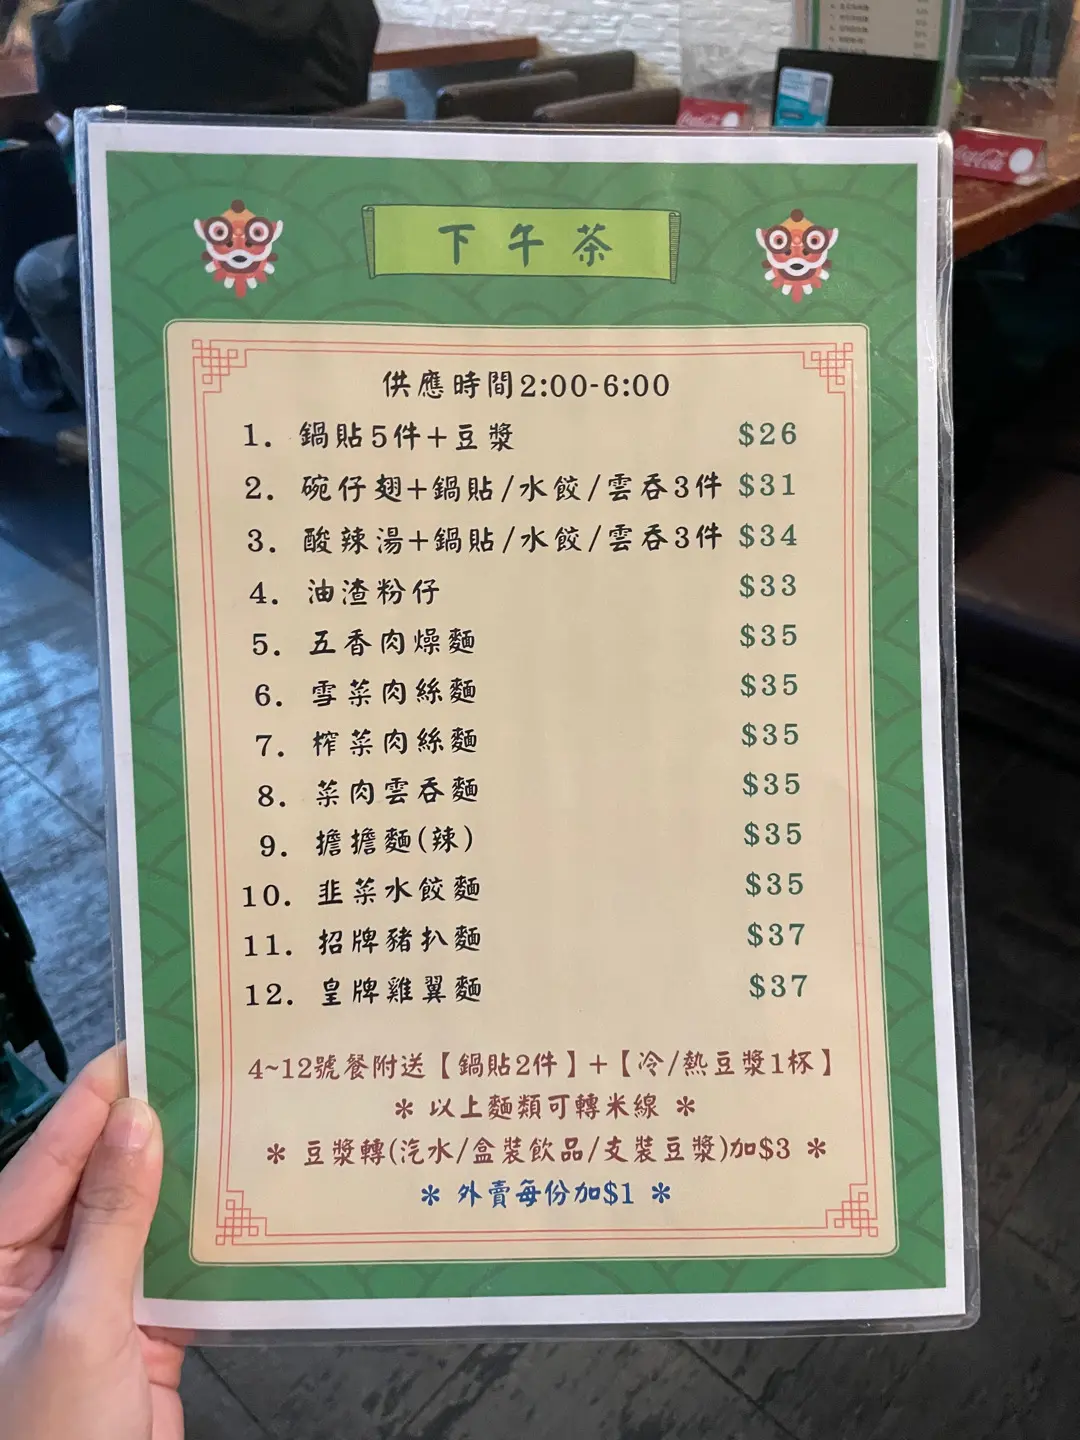 下午茶
供應時間2:00-6:00
1. 鍋貼5件+豆漿 $26
2. 碗仔翅+鍋貼/水餃/雲吞3件 $31
3. 酸辣湯+鍋貼/水餃/雲吞3件 $34
4. 油渣粉仔 $33
5. 五香肉燥麵 $35
6. 雪菜肉絲麵 $35
7. 榨菜肉絲麵 $35
8. 菜肉雲吞麵 $35
9. 擔擔麵(辣) $35
10. 韭菜水餃麵 $35
11. 招牌豬扒麵 $37
12. 皇牌雞翼麵 $37
4~12號餐附送【鍋貼2件】+【冷/熱豆漿1杯】
* 以上麵類可轉米線 *
* 豆漿轉(汽水/盒裝飲品/支裝豆漿)加$3 *
* 外賣每份加$1 *
Coca-Cola
Coca-Cola